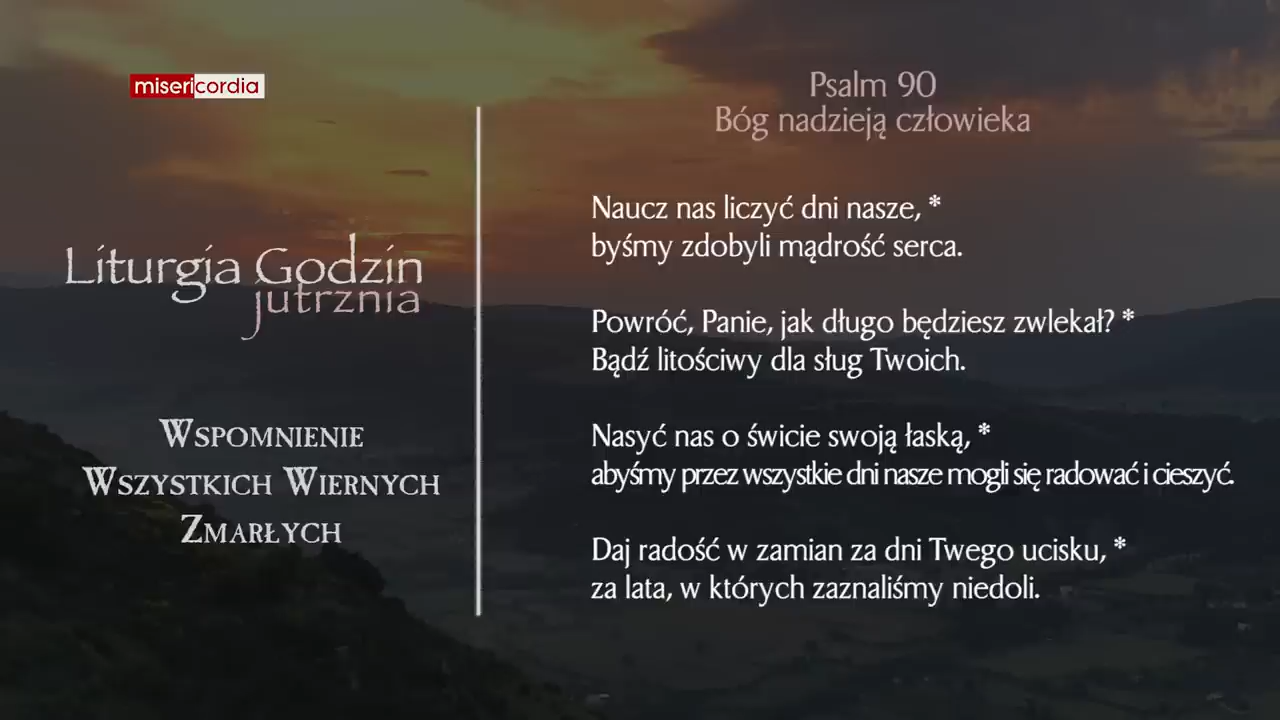 misericordia
Liturgia Godzin
jutrznia
Wspomnienie
Wszystkich Wiernych
Zmarłych
Psalm 90
Bóg nadzieją człowieka
Naucz nas liczyć dni nasze, *
byśmy zdobyli mądrość serca.
Powróć, Panie, jak długo będziesz zwlekał? *
Bądź litościwy dla sług Twoich.
Nasyć nas o świcie swoją łaską, *
abyśmy przez wszystkie dni nasze mogli się radować i cieszyć.
Daj radość w zamian za dni Twego ucisku, *
za lata, w których zaznaliśmy niedoli.